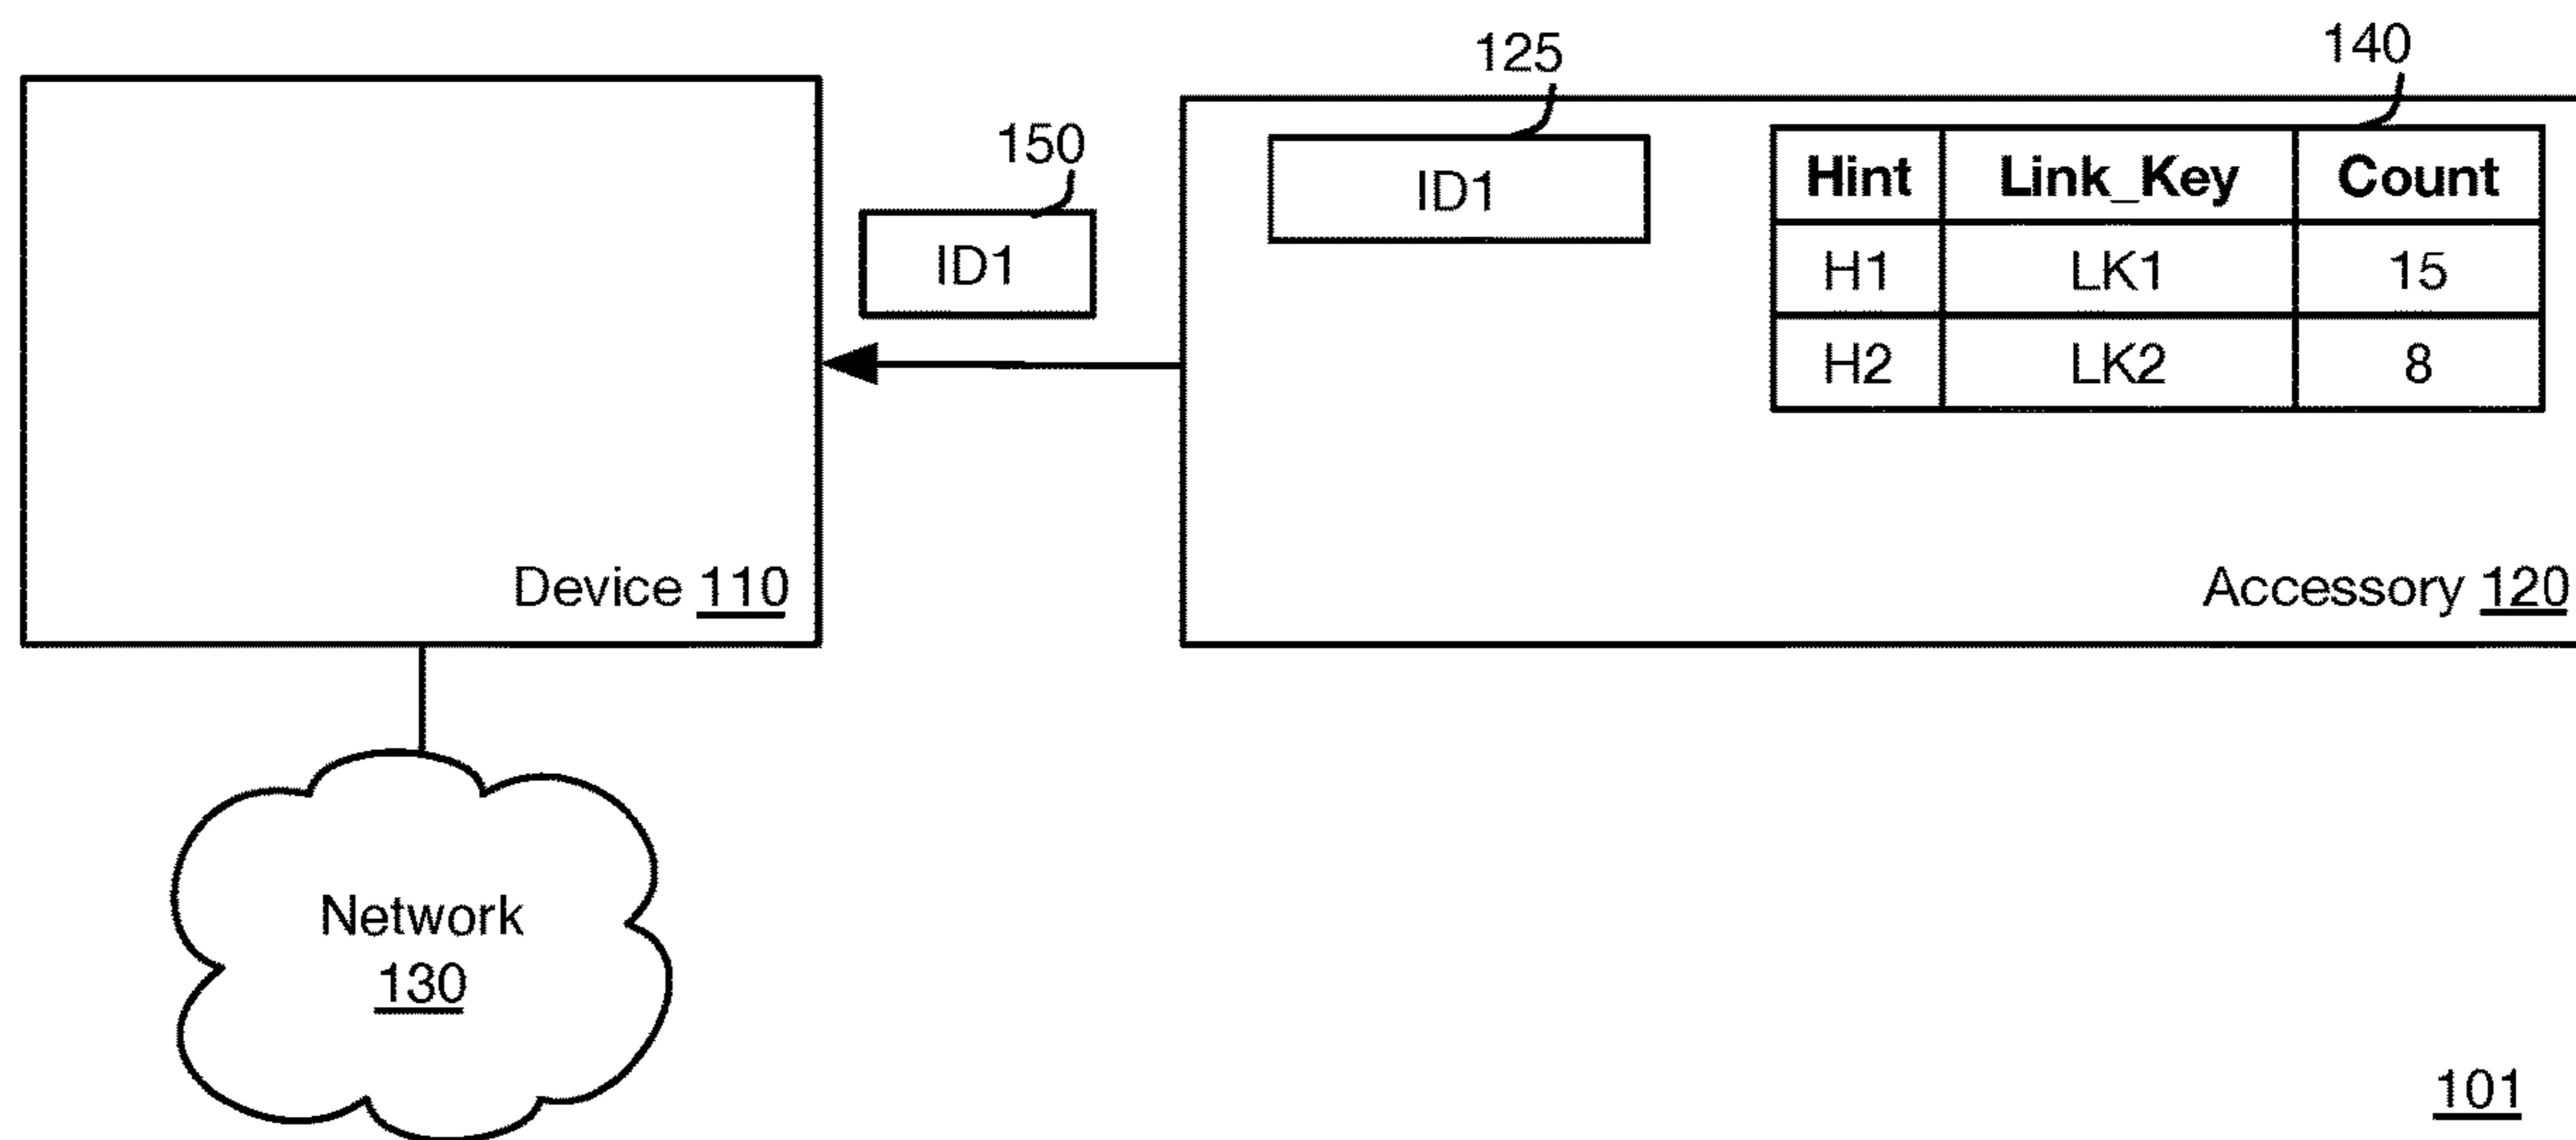 125
140
150
ID1
ID1
Hint Link_Key Count
H1 LK1 15
H2 LK2 8
Device 110
Accessory 120
Network
130
101